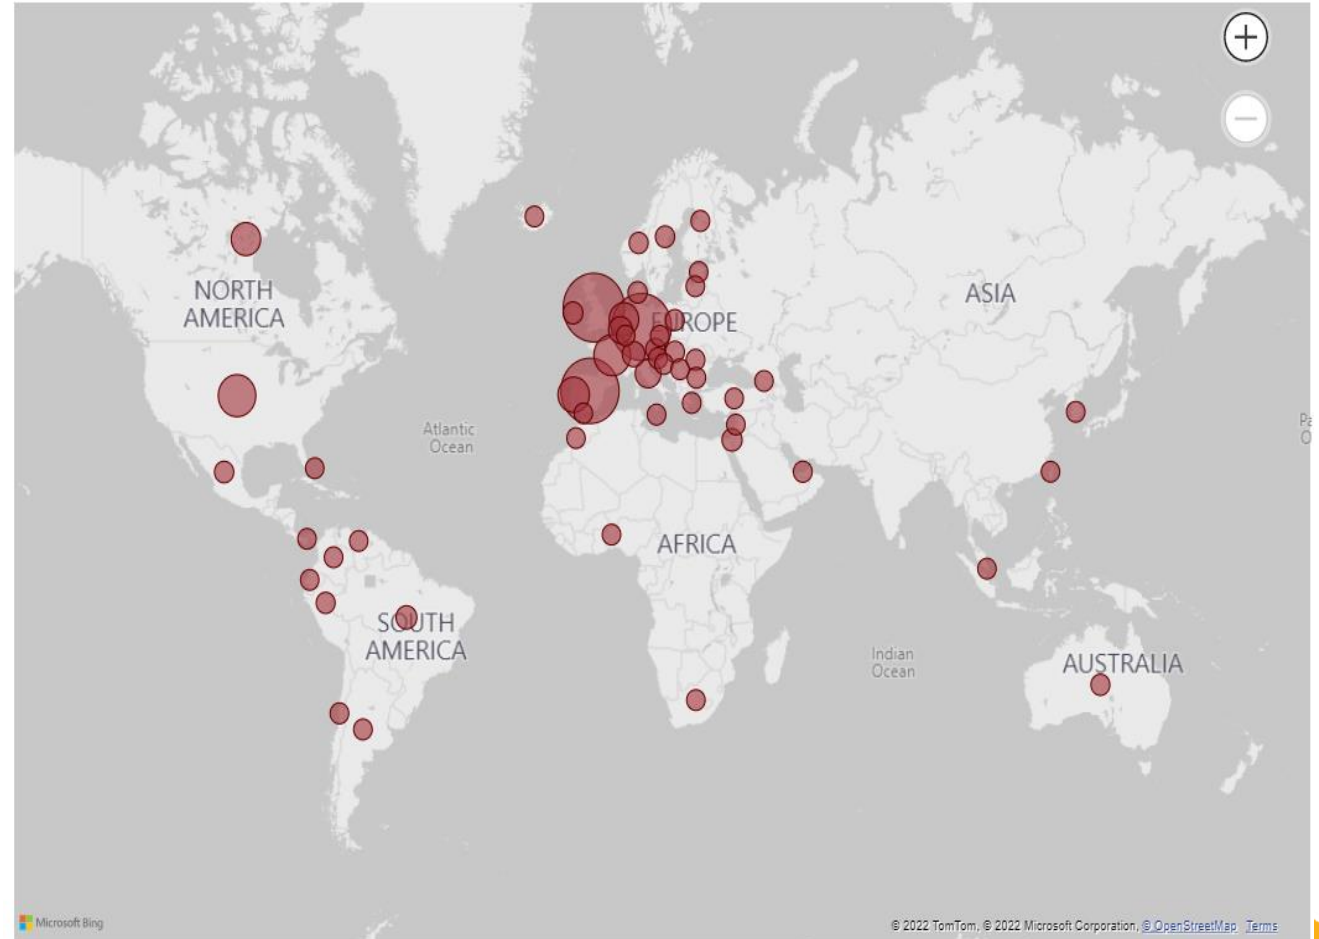 NORTH
AMERICA
ASIA
EUROPE
Atlantic
Ocean
Pa
O
AFRICA
SOUTH
AMERICA
Indian
Ocean
AUSTRALIA
Microsoft Bing
© 2022 TomTom, © 2022 Microsoft Corporation, © OpenStreetMap Terms